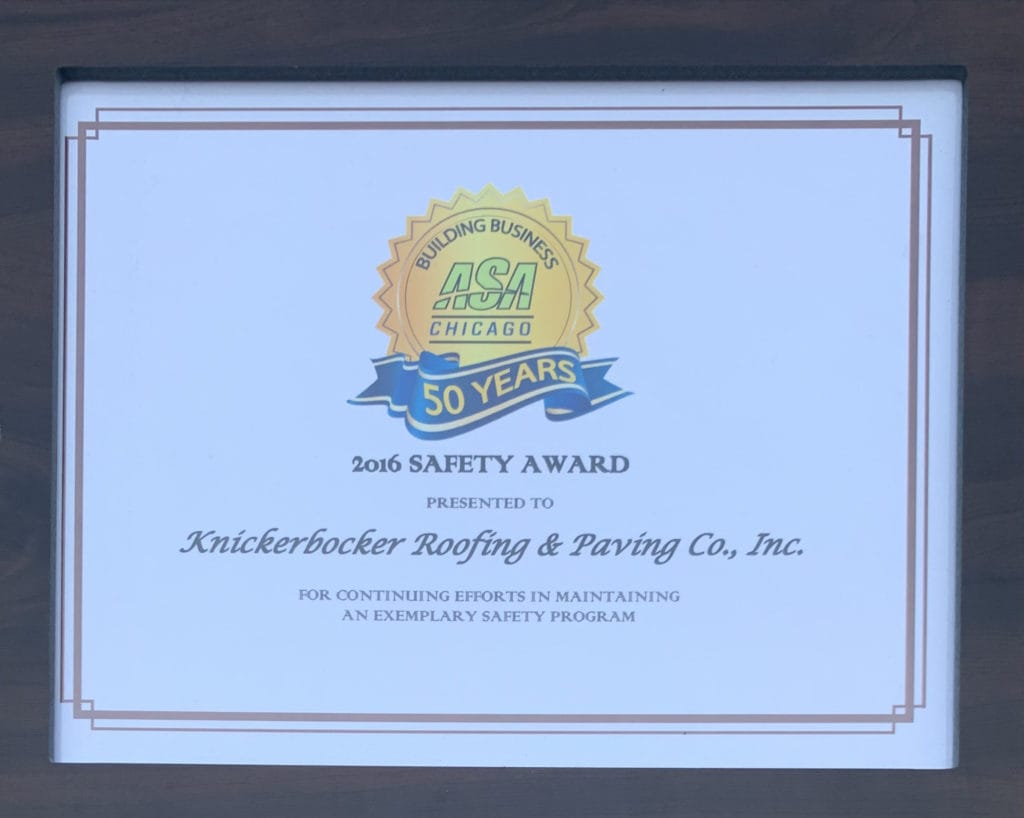 BUILDING BUSINESS
ASA
CHICAGO
50 YEARS
2016 SAFETY AWARD
PRESENTED TO
Knickerbocker Roofing & Paving Co., Inc.
FOR CONTINUING EFFORTS IN MAINTAINING
AN EXEMPLARY SAFETY PROGRAM